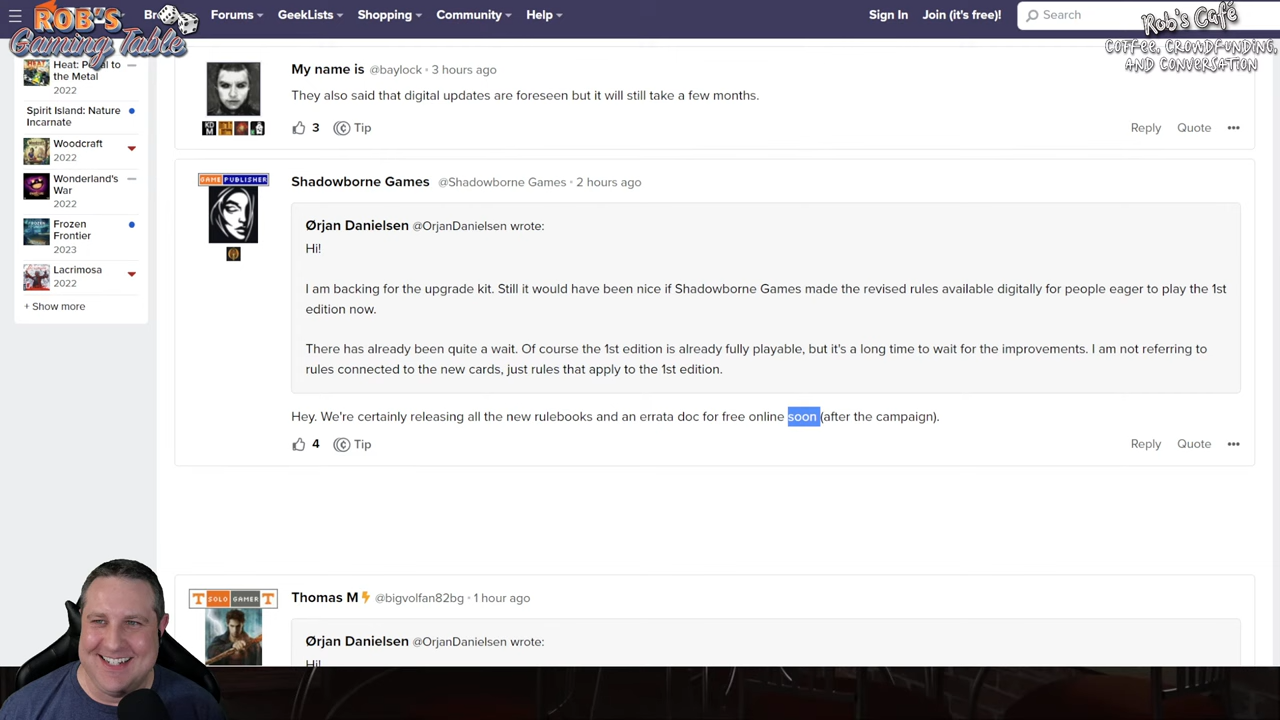 ROB'S
Gaming Table
Forums
GeekLists
Shopping
Community
Help
Sign In
Join (it's free)!
Search
Rob's Café
COFFEE, CROWDFUNDING,
AND CONVERSATION
Heat: Pedal to
the Metal
2022
Spirit Island: Nature
Incarnate
Woodcraft
2022
Wonderland's
War
2022
Frozen
Frontier
2023
Lacrimosa
2022
+ Show more
My name is @baylock · 3 hours ago
They also said that digital updates are foreseen but it will still take a few months.
3 Tip
Reply Quote
GAME PUBLISHER
Shadowborne Games @Shadowborne Games · 2 hours ago
Ørjan Danielsen @OrjanDanielsen wrote:
Hi!
I am backing for the upgrade kit. Still it would have been nice if Shadowborne Games made the revised rules available digitally for people eager to play the 1st
edition now.
There has already been quite a wait. Of course the 1st edition is already fully playable, but it's a long time to wait for the improvements. I am not referring to
rules connected to the new cards, just rules that apply to the 1st edition.
Hey. We're certainly releasing all the new rulebooks and an errata doc for free online soon (after the campaign).
4 Tip
Reply Quote
T SOLO GAMER T
Thomas M @bigvolfan82bg · 1 hour ago
Ørjan Danielsen @OrjanDanielsen wrote:
Hi!